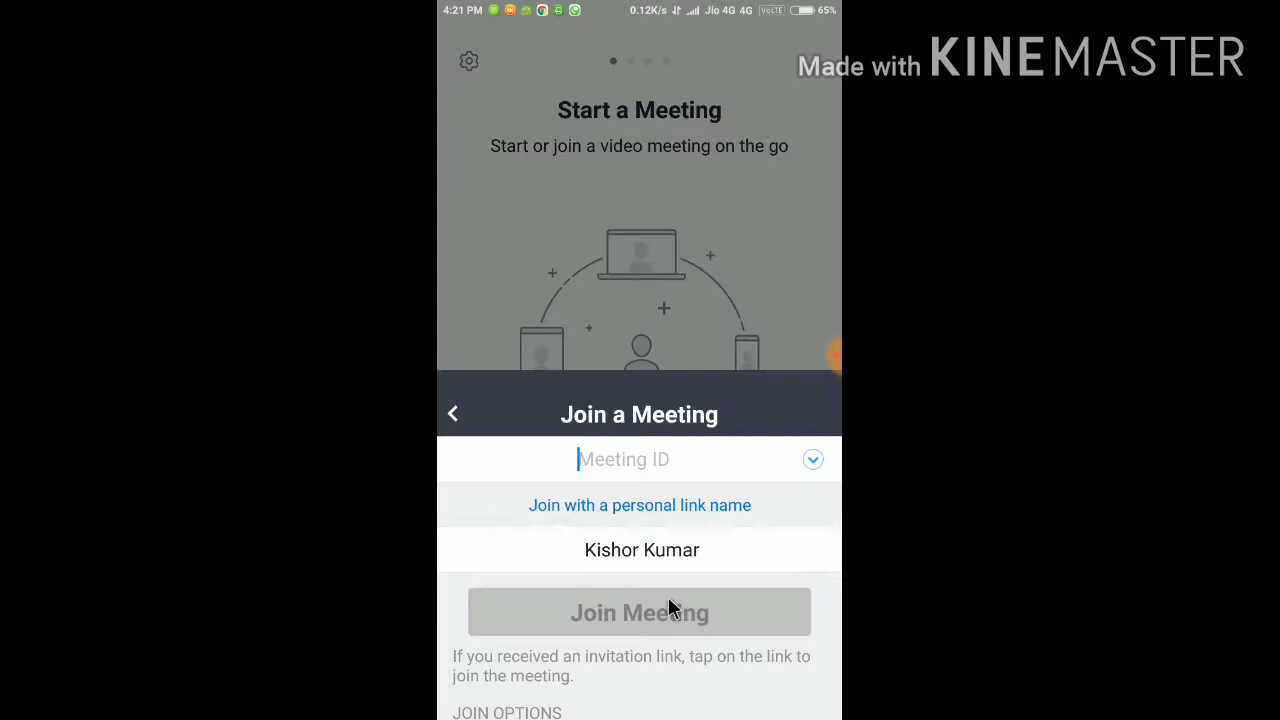 4:21 PM 0.12K/s Jio 4G 4G VoLTE 65%
Made with KINEMASTER
Start a Meeting
Start or join a video meeting on the go
Join a Meeting
Meeting ID
Join with a personal link name
Kishor Kumar
Join Meeting
If you received an invitation link, tap on the link to
join the meeting.
JOIN OPTIONS